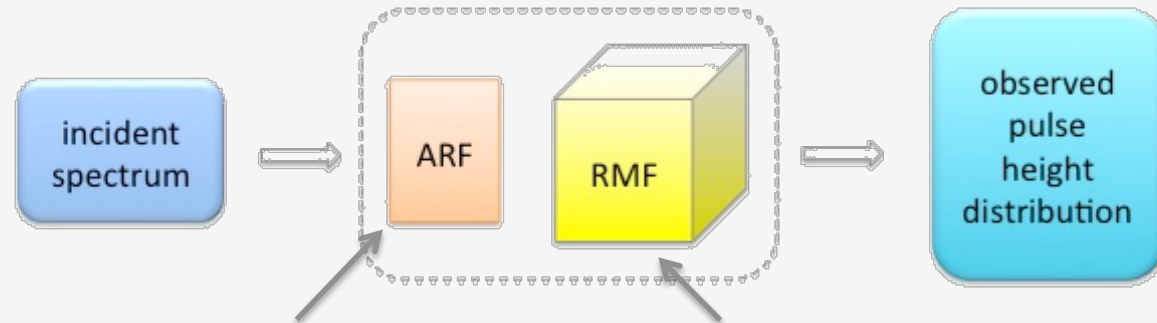 incident
spectrum
ARF
RMF
observed
pulse
height
distribution